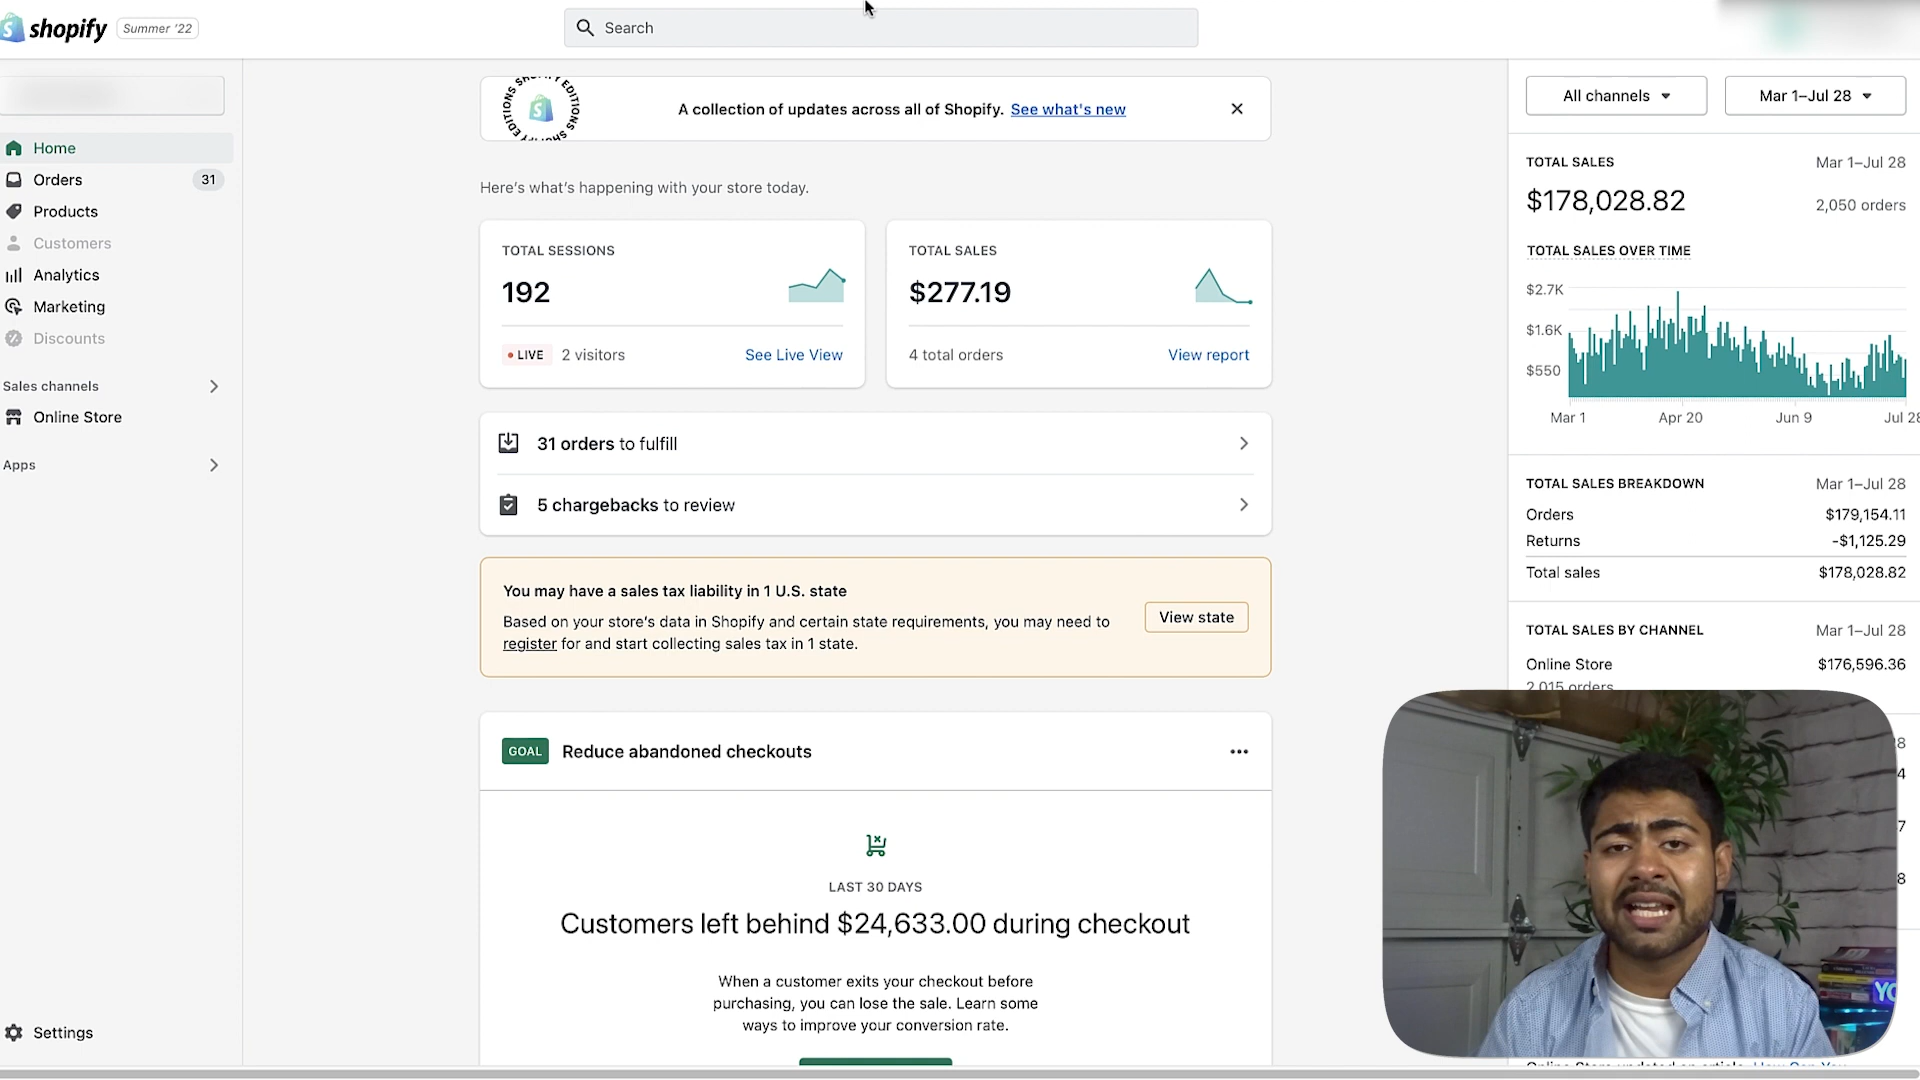 shopify
Summer '22
Search
Home
Orders
31
Products
Customers
Analytics
Marketing
Discounts
Sales channels
Online Store
Apps
Settings
A collection of updates across all of Shopify. See what's new
Here's what's happening with your store today.
TOTAL SESSIONS
192
LIVE
2 visitors
See Live View
TOTAL SALES
$277.19
4 total orders
View report
31 orders to fulfill
5 chargebacks to review
You may have a sales tax liability in 1 U.S. state
Based on your store's data in Shopify and certain state requirements, you may need to
register for and start collecting sales tax in 1 state.
View state
GOAL
Reduce abandoned checkouts
LAST 30 DAYS
Customers left behind $24,633.00 during checkout
When a customer exits your checkout before
purchasing, you can lose the sale. Learn some
ways to improve your conversion rate.
All channels
Mar 1–Jul 28
TOTAL SALES
Mar 1–Jul 28
$178,028.82
2,050 orders
TOTAL SALES OVER TIME
$2.7K
$1.6K
$550
Mar 1
Apr 20
Jun 9
Jul 28
TOTAL SALES BREAKDOWN
Mar 1–Jul 28
Orders
$179,154.11
Returns
-$1,125.29
Total sales
$178,028.82
TOTAL SALES BY CHANNEL
Mar 1–Jul 28
Online Store
$176,596.36
2,015 orders